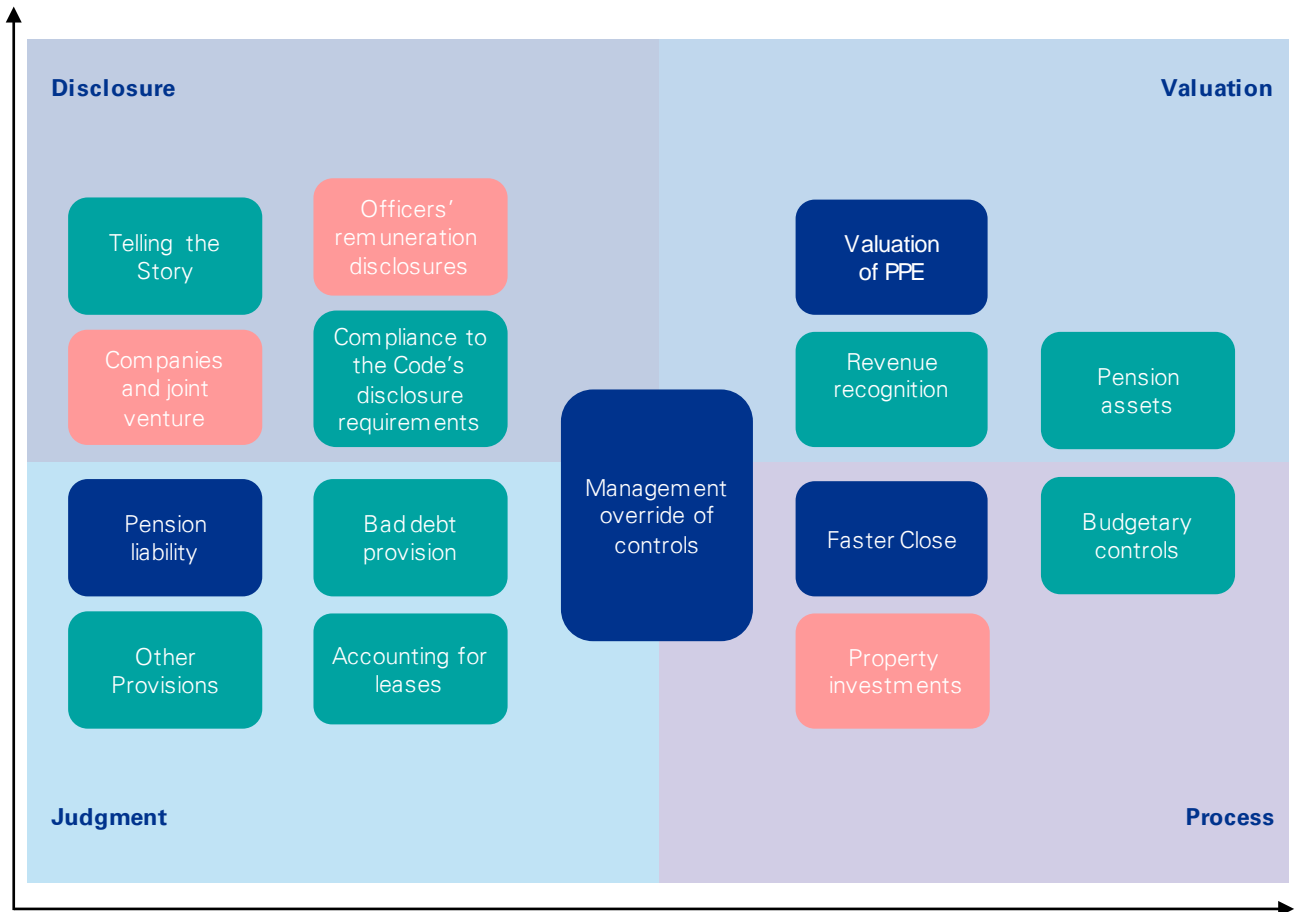 Disclosure
Valuation
Telling the
Story
Officers'
remuneration
disclosures
Companies
and joint
venture
Compliance to
the Code's
disclosure
requirements
Valuation
of PPE
Revenue
recognition
Pension
assets
Management
override of
controls
Pension
liability
Bad debt
provision
Other
Provisions
Accounting for
leases
Faster Close
Budgetary
controls
Property
investments
Judgment
Process